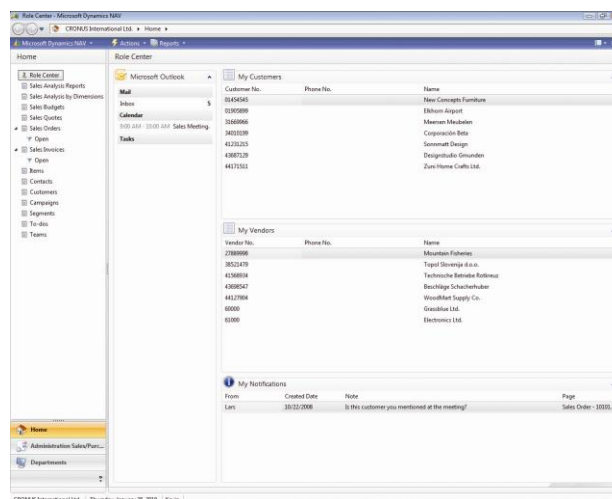 Role Center - Microsoft Dynamics NAV
CRONUS International Ltd. Home
Microsoft Dynamics NAV Actions Reports
Home
Role Center
Role Center
Sales Analysis Reports
Sales Analysis by Dimensions
Sales Budgets
Sales Quotes
Sales Orders
Open
Sales Invoices
Open
Items
Contacts
Customers
Campaigns
Segments
To-dos
Teams
Home
Administration Sales/Purc...
Departments
Microsoft Outlook
Mail
Inbox 5
Calendar
9:00 AM - 10:00 AM Sales Meeting.
Tasks
My Customers
Customer No. Phone No. Name
01454545 New Concepts Furniture
01905899 Elkhorn Airport
31669966 Meersen Meubelen
34010199 Corporación Beta
41231215 Sonnmatt Design
43687129 Designstudio Gmunden
44171511 Zuni Home Crafts Ltd.
My Vendors
Vendor No. Phone No. Name
27889998 Mountain Fisheries
38521479 Topol Slovenija d.o.o.
41568934 Technische Betriebe Rotkreuz
43698547 Beschläge Schacherhuber
44127904 WoodMart Supply Co.
60000 Grassblue Ltd.
61000 Electronics Ltd.
My Notifications
From Created Date Note Page
Lars 10/22/2008 Is this customer you mentioned at the meeting? Sales Order - 10101.
CRONUS International Ltd.